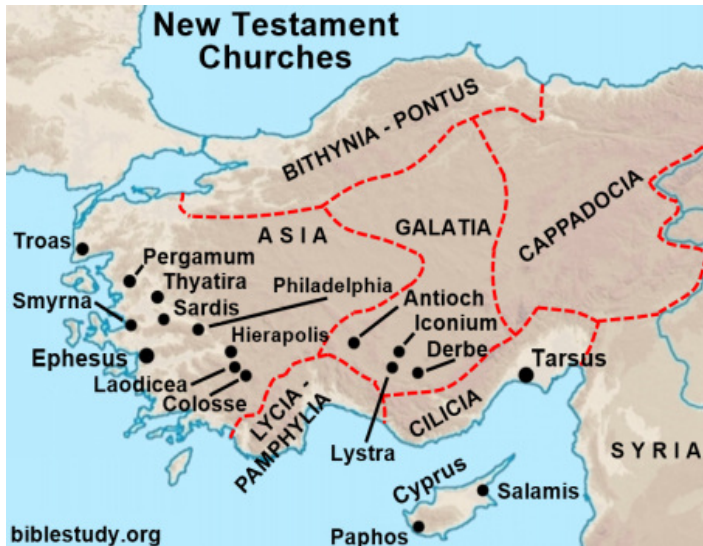 New Testament
Churches
BITHYNIA - PONTUS
CAPPADOCIA
GALATIA
ASIA
Troas
Pergamum
Thyatira
Philadelphia
Sardis
Smyrna
Antioch
Iconium
Hierapolis
Derbe
Ephesus
Tarsus
Laodicea
Colosse
LYCIA -
PAMPHYLIA
CILICIA
Lystra
SYRIA
Cyprus
Salamis
Paphos
biblestudy.org